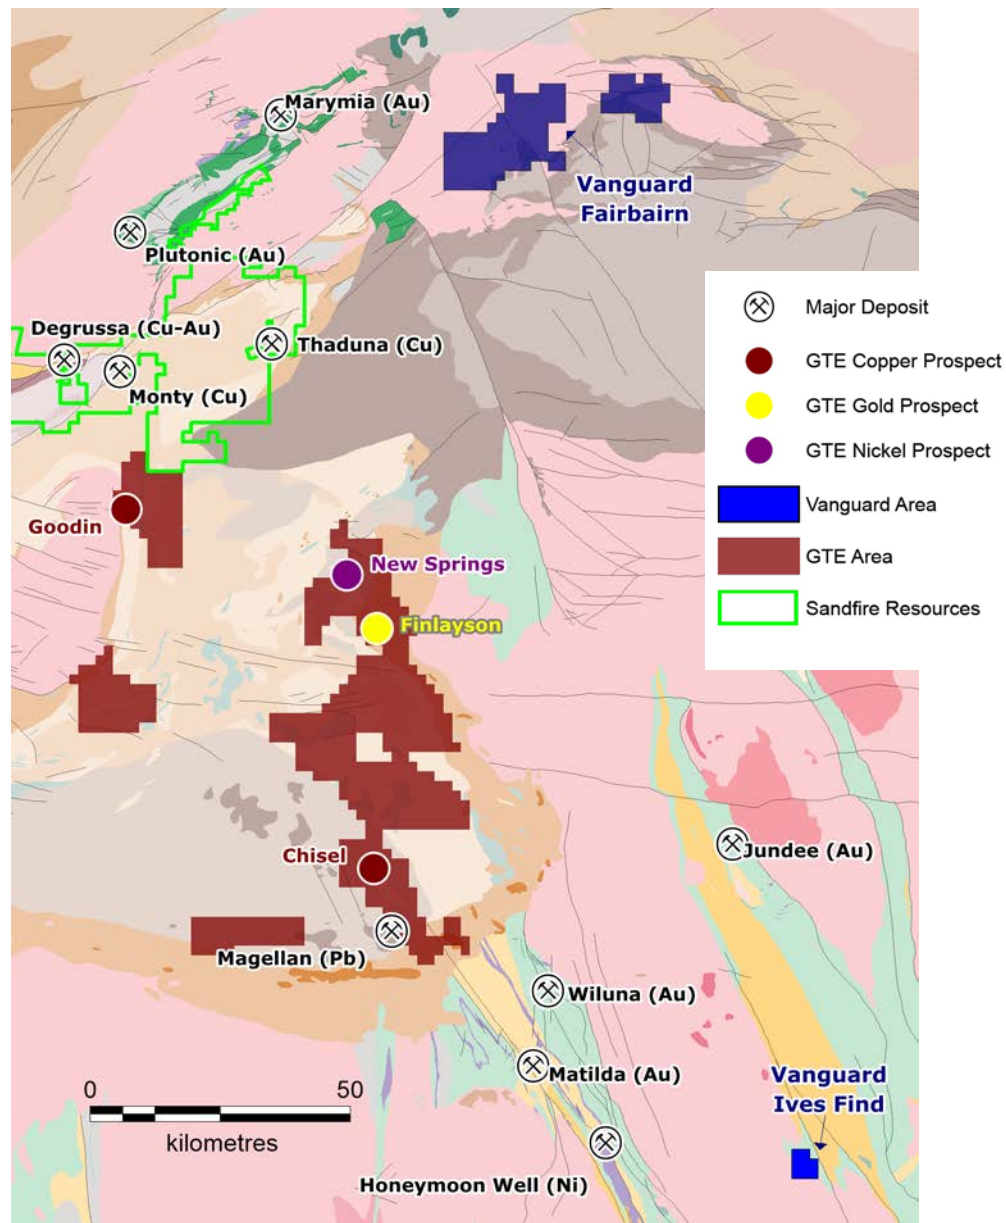 Marymia (Au)
Vanguard
Fairbairn
Plutonic (Au)
Degrussa (Cu-Au)
Thaduna (Cu)
Monty (Cu)
Major Deposit
GTE Copper Prospect
GTE Gold Prospect
GTE Nickel Prospect
Vanguard Area
GTE Area
Sandfire Resources
Goodin
New Springs
Finlayson
Chisel
Jundee (Au)
Magellan (Pb)
Wiluna (Au)
Matilda (Au)
Vanguard
Ives Find
0 50
kilometres
Honeymoon Well (Ni)